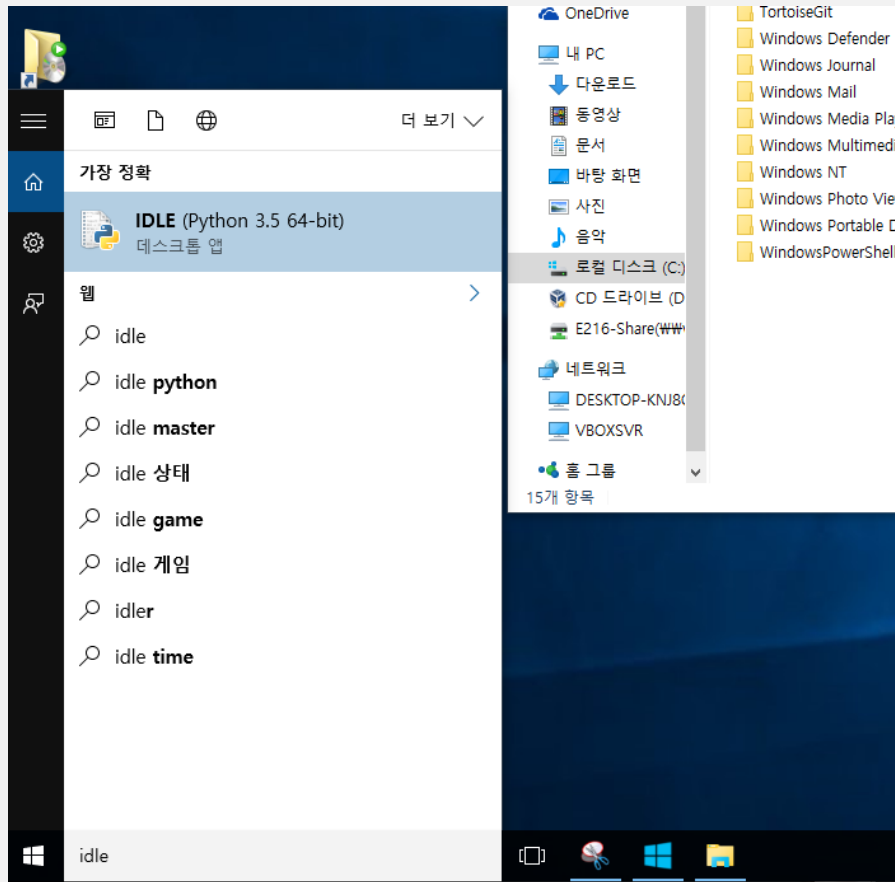 더 보기
가장 정확
IDLE (Python 3.5 64-bit)
데스크톱 앱
웹
idle
idle python
idle master
idle 상태
idle game
idle 게임
idler
idle time
idle
OneDrive
내 PC
다운로드
동영상
문서
바탕 화면
사진
음악
로컬 디스크 (C:)
CD 드라이브 (D
E216-Share(₩₩
네트워크
DESKTOP-KNJ8
VBOXSVR
홈 그룹
15개 항목
TortoiseGit
Windows Defender
Windows Journal
Windows Mail
Windows Media Pla
Windows Multimedi
Windows NT
Windows Photo Vie
Windows Portable D
WindowsPowerShell